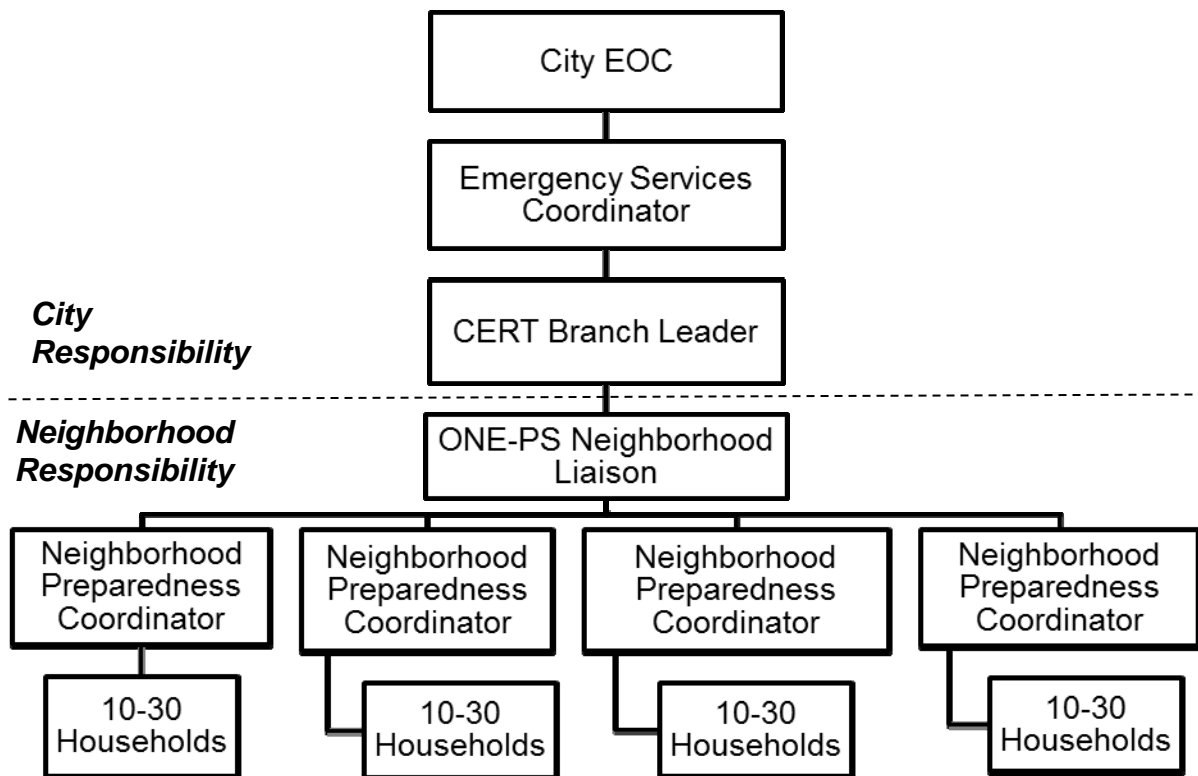 City EOC
Emergency Services
Coordinator
City
Responsibility
CERT Branch Leader
Neighborhood
Responsibility
ONE-PS Neighborhood
Liaison
Neighborhood
Preparedness
Coordinator
Neighborhood
Preparedness
Coordinator
Neighborhood
Preparedness
Coordinator
Neighborhood
Preparedness
Coordinator
10-30
Households
10-30
Households
10-30
Households
10-30
Households